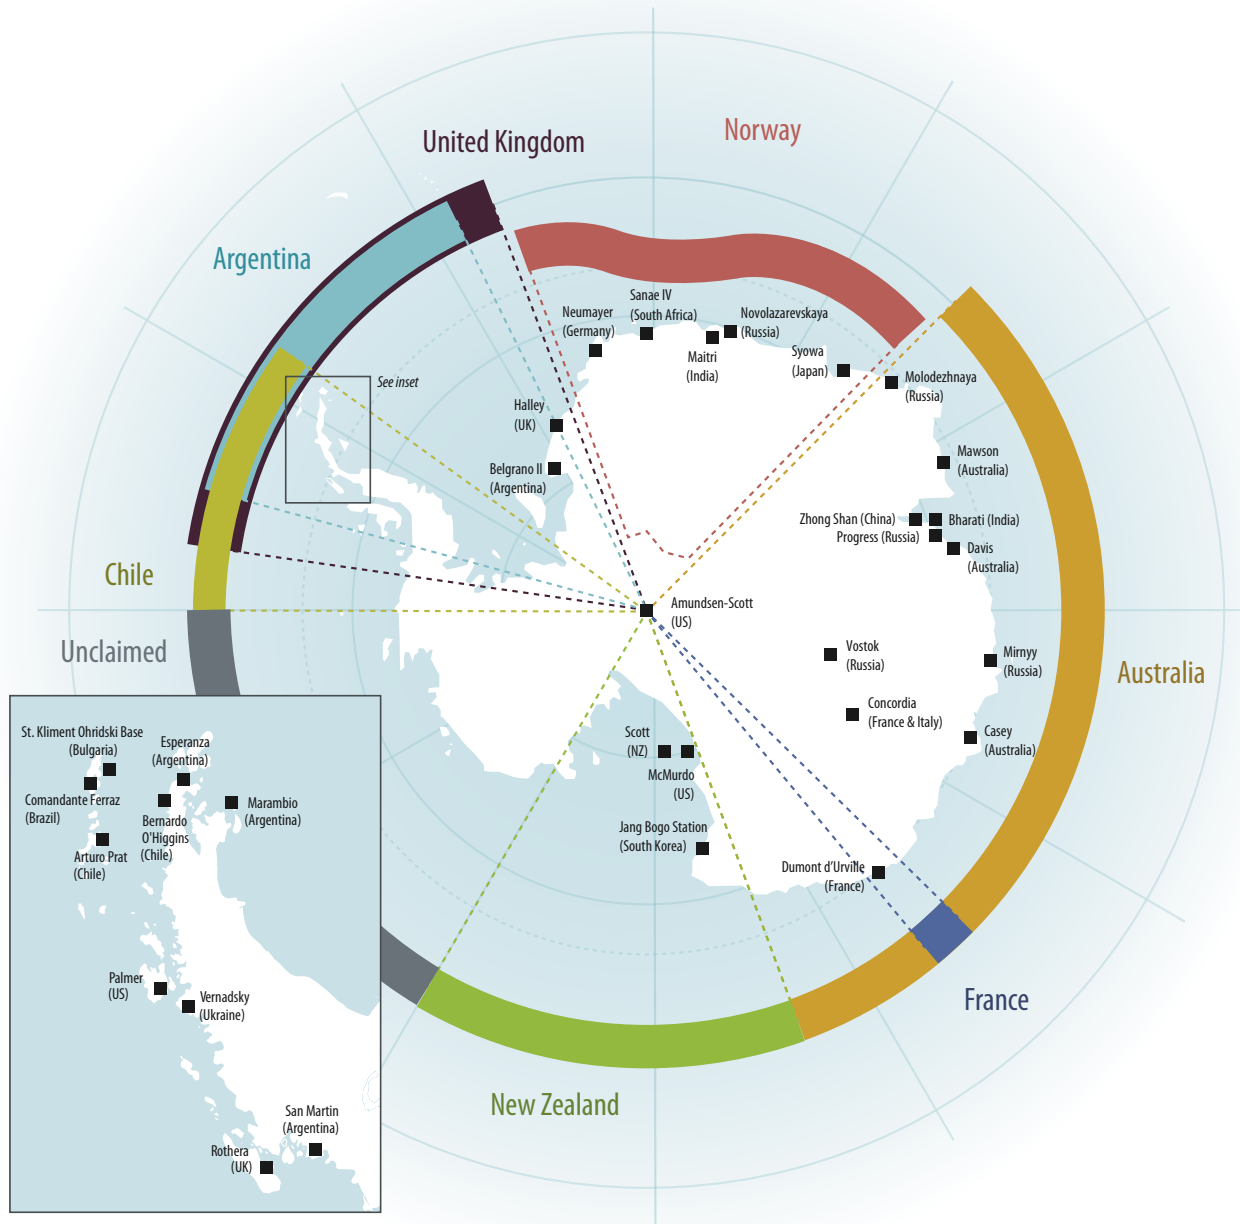 Norway
United Kingdom
Argentina
Sanae IV
(South Africa)
Neumayer
(Germany)
Novolazarevskaya
(Russia)
Maitri
(India)
Syowa
(Japan)
Molodezhnaya
(Russia)
See inset
Halley
(UK)
Belgrano II
(Argentina)
Mawson
(Australia)
Zhong Shan (China)
Bharati (India)
Progress (Russia)
Davis
(Australia)
Chile
Amundsen-Scott
(US)
Unclaimed
Vostok
(Russia)
Mirnyy
(Russia)
Australia
Concordia
(France & Italy)
Casey
(Australia)
Scott
(NZ)
McMurdo
(US)
Jang Bogo Station
(South Korea)
Dumont d'Urville
(France)
France
New Zealand
St. Kliment Ohridski Base
(Bulgaria)
Esperanza
(Argentina)
Comandante Ferraz
(Brazil)
Marambio
(Argentina)
Bernardo
O'Higgins
(Chile)
Arturo Prat
(Chile)
Palmer
(US)
Vernadsky
(Ukraine)
San Martin
(Argentina)
Rothera
(UK)